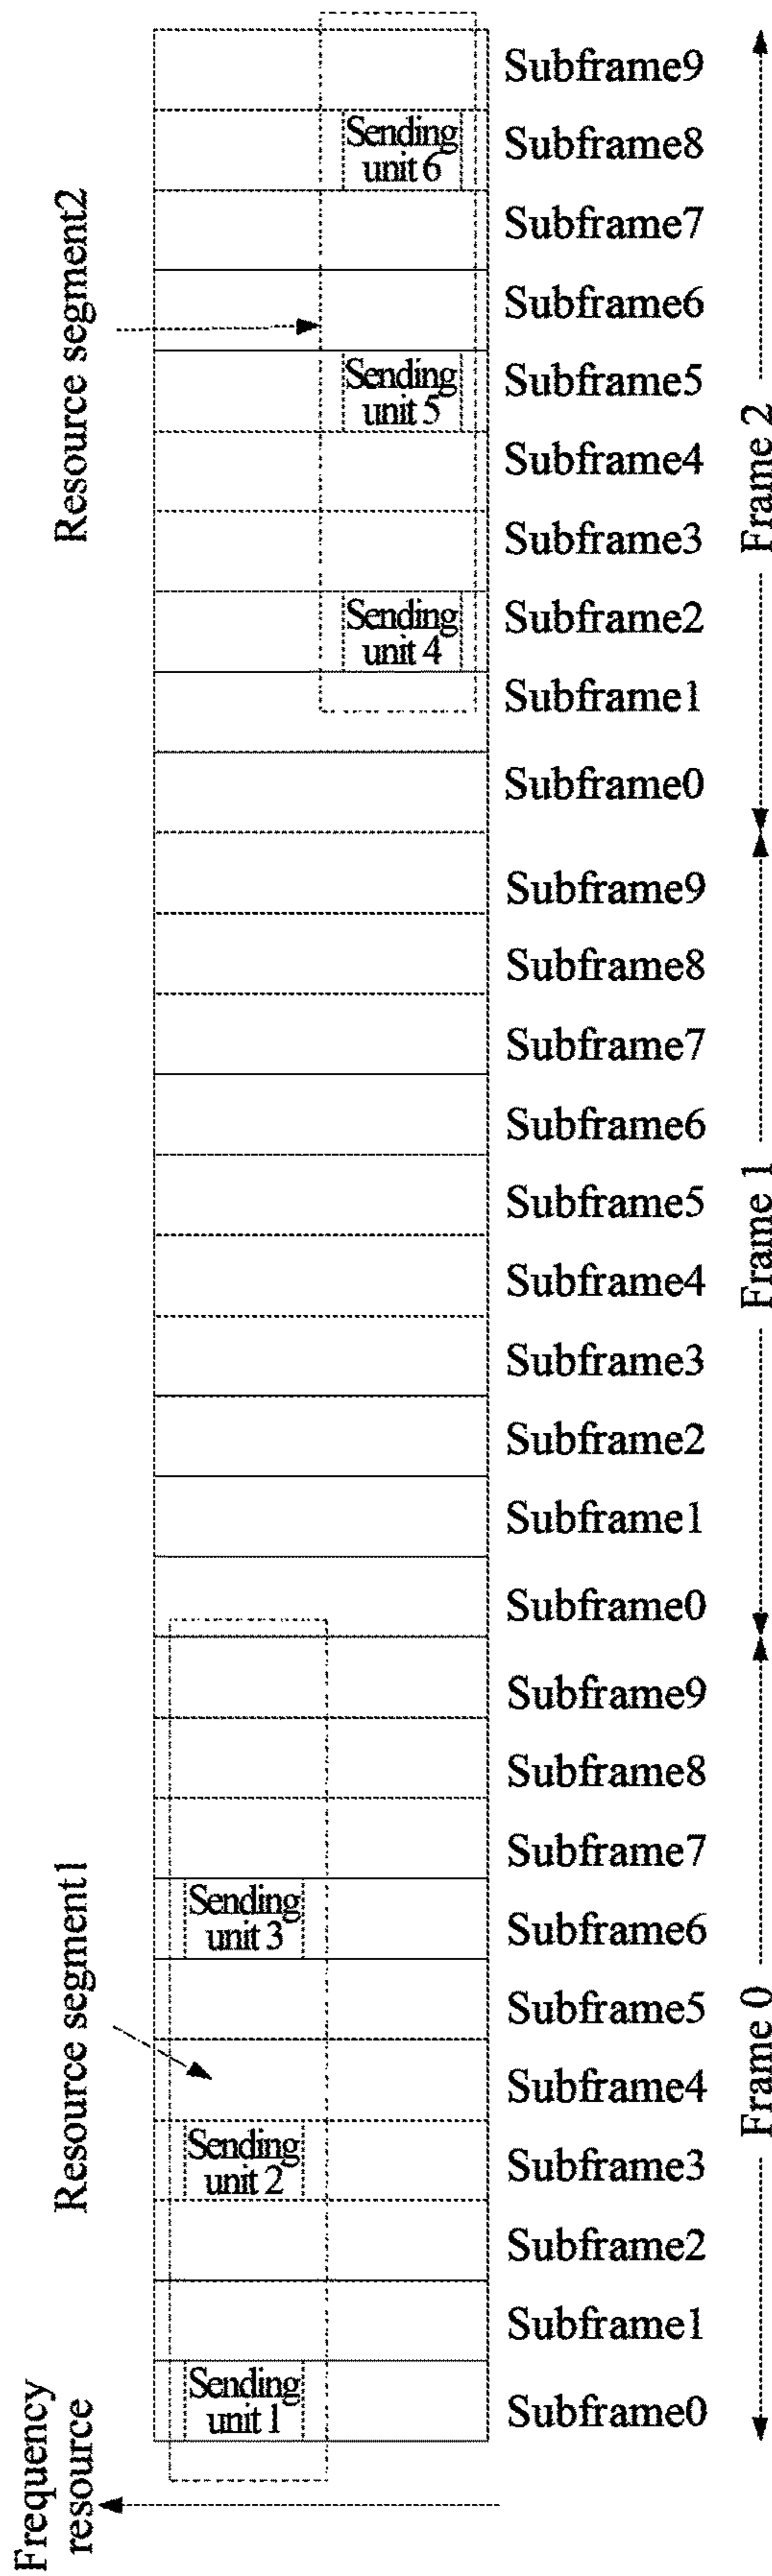 Subframe9
Sending
unit 6
Subframe8
Subframe7
Resource segment2
Subframe6
Sending
unit 5
Subframe5
Frame 2
Subframe4
Subframe3
Sending
unit 4
Subframe2
Subframe1
Subframe0
Subframe9
Subframe8
Subframe7
Subframe6
Subframe5
Frame 1
Subframe4
Subframe3
Subframe2
Subframe1
Subframe0
Subframe9
Subframe8
Subframe7
Resource segment1
Sending
unit 3
Subframe6
Subframe5
Frame 0
Subframe4
Sending
unit 2
Subframe3
Subframe2
Subframe1
Sending
unit 1
Subframe0
Frequency
resource